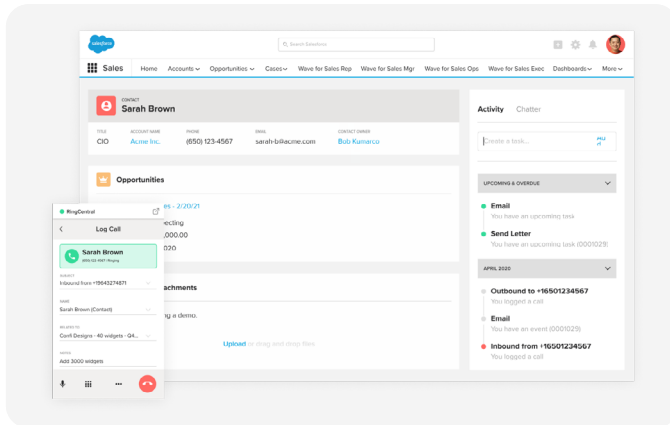 salesforce
Search Salesforce
Sales Home Accounts Opportunities Cases Wave for Sales Rep Wave for Sales Mgr Wave for Sales Ops Wave for Sales Exec Dashboards More
CONTACT
Sarah Brown
TITLE ACCOUNT NAME PHONE EMAIL CONTACT OWNER
CIO Acme Inc. (650) 123-4567 sarah-b@acme.com Bob Kumarco
Opportunities
es - 2/20/21
ecting
,000.00
020
achments
ng a demo.
Upload or drag and drop files
Activity Chatter
Create a task...
UPCOMING & OVERDUE
Email
You have an upcoming task
Send Letter
You have an upcoming task (0001029)
APRIL 2020
Outbound to +16501234567
You logged a call
Email
You have an event (0001029)
Inbound from +16501234567
You logged a call
RingCentral
Log Call
Sarah Brown
(650) 123-4567 | Ringing
SUBJECT
Inbound from +19643274871
NAME
Sarah Brown (Contact)
RELATED TO
Confi Designs - 40 widgets - Q4...
Add 3000 widgets